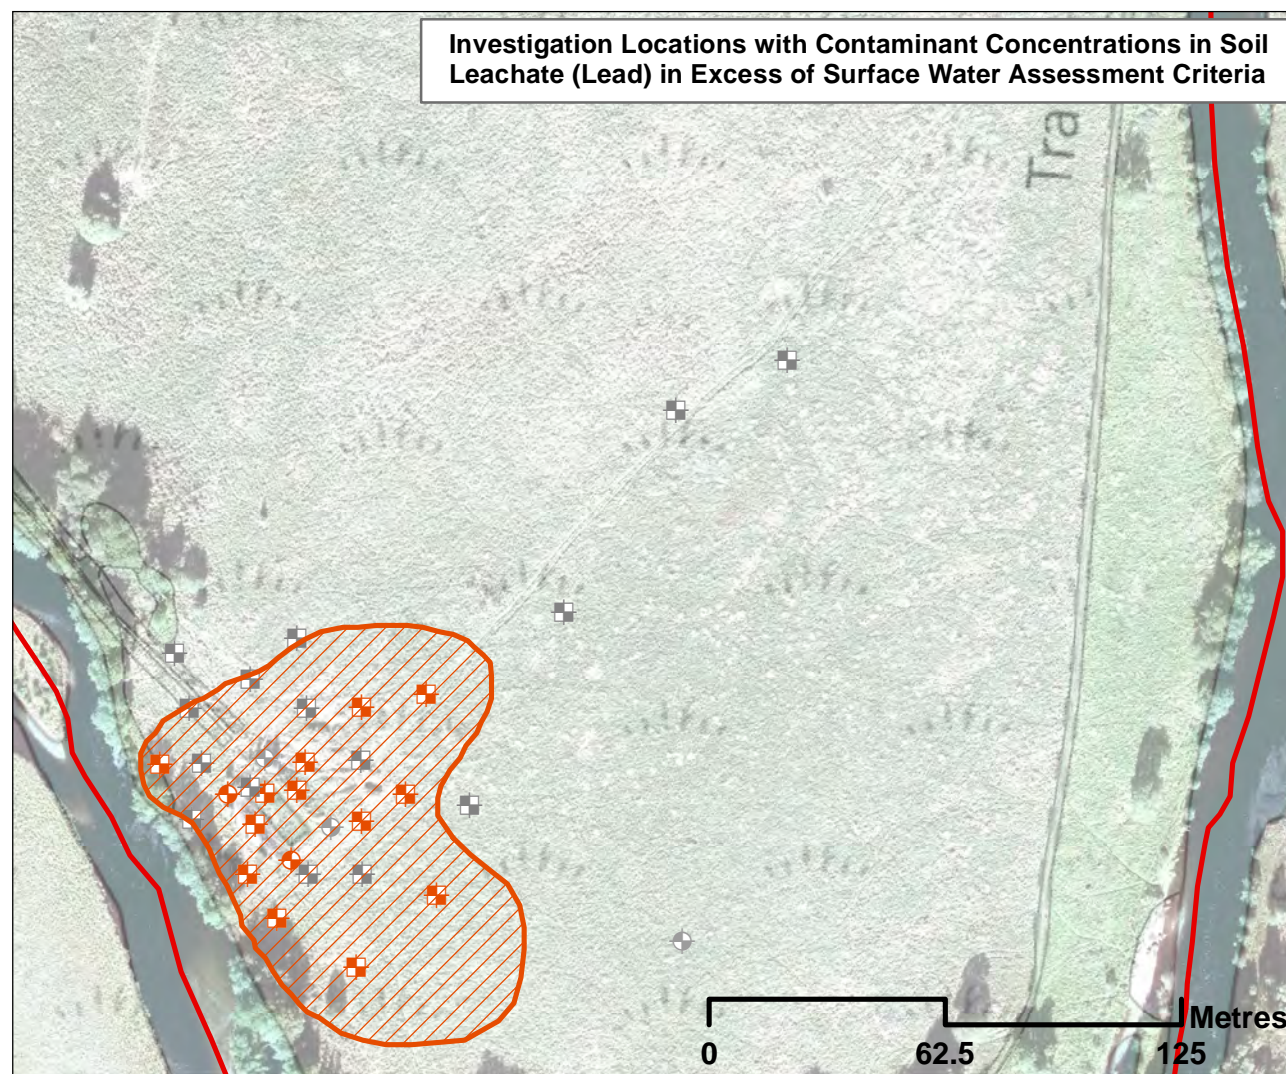 Investigation Locations with Contaminant Concentrations in Soil
Leachate (Lead) in Excess of Surface Water Assessment Criteria
Tra
Metres
0 62.5 125